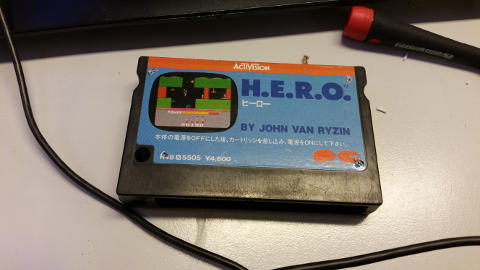 ACTIVISION
H.E.R.O.
ヒーロー
BY JOHN VAN RYZIN
本体の電源をOFFにした後、カートリッジを差し込み、電源をONにして下さい。
5505 ¥4,600